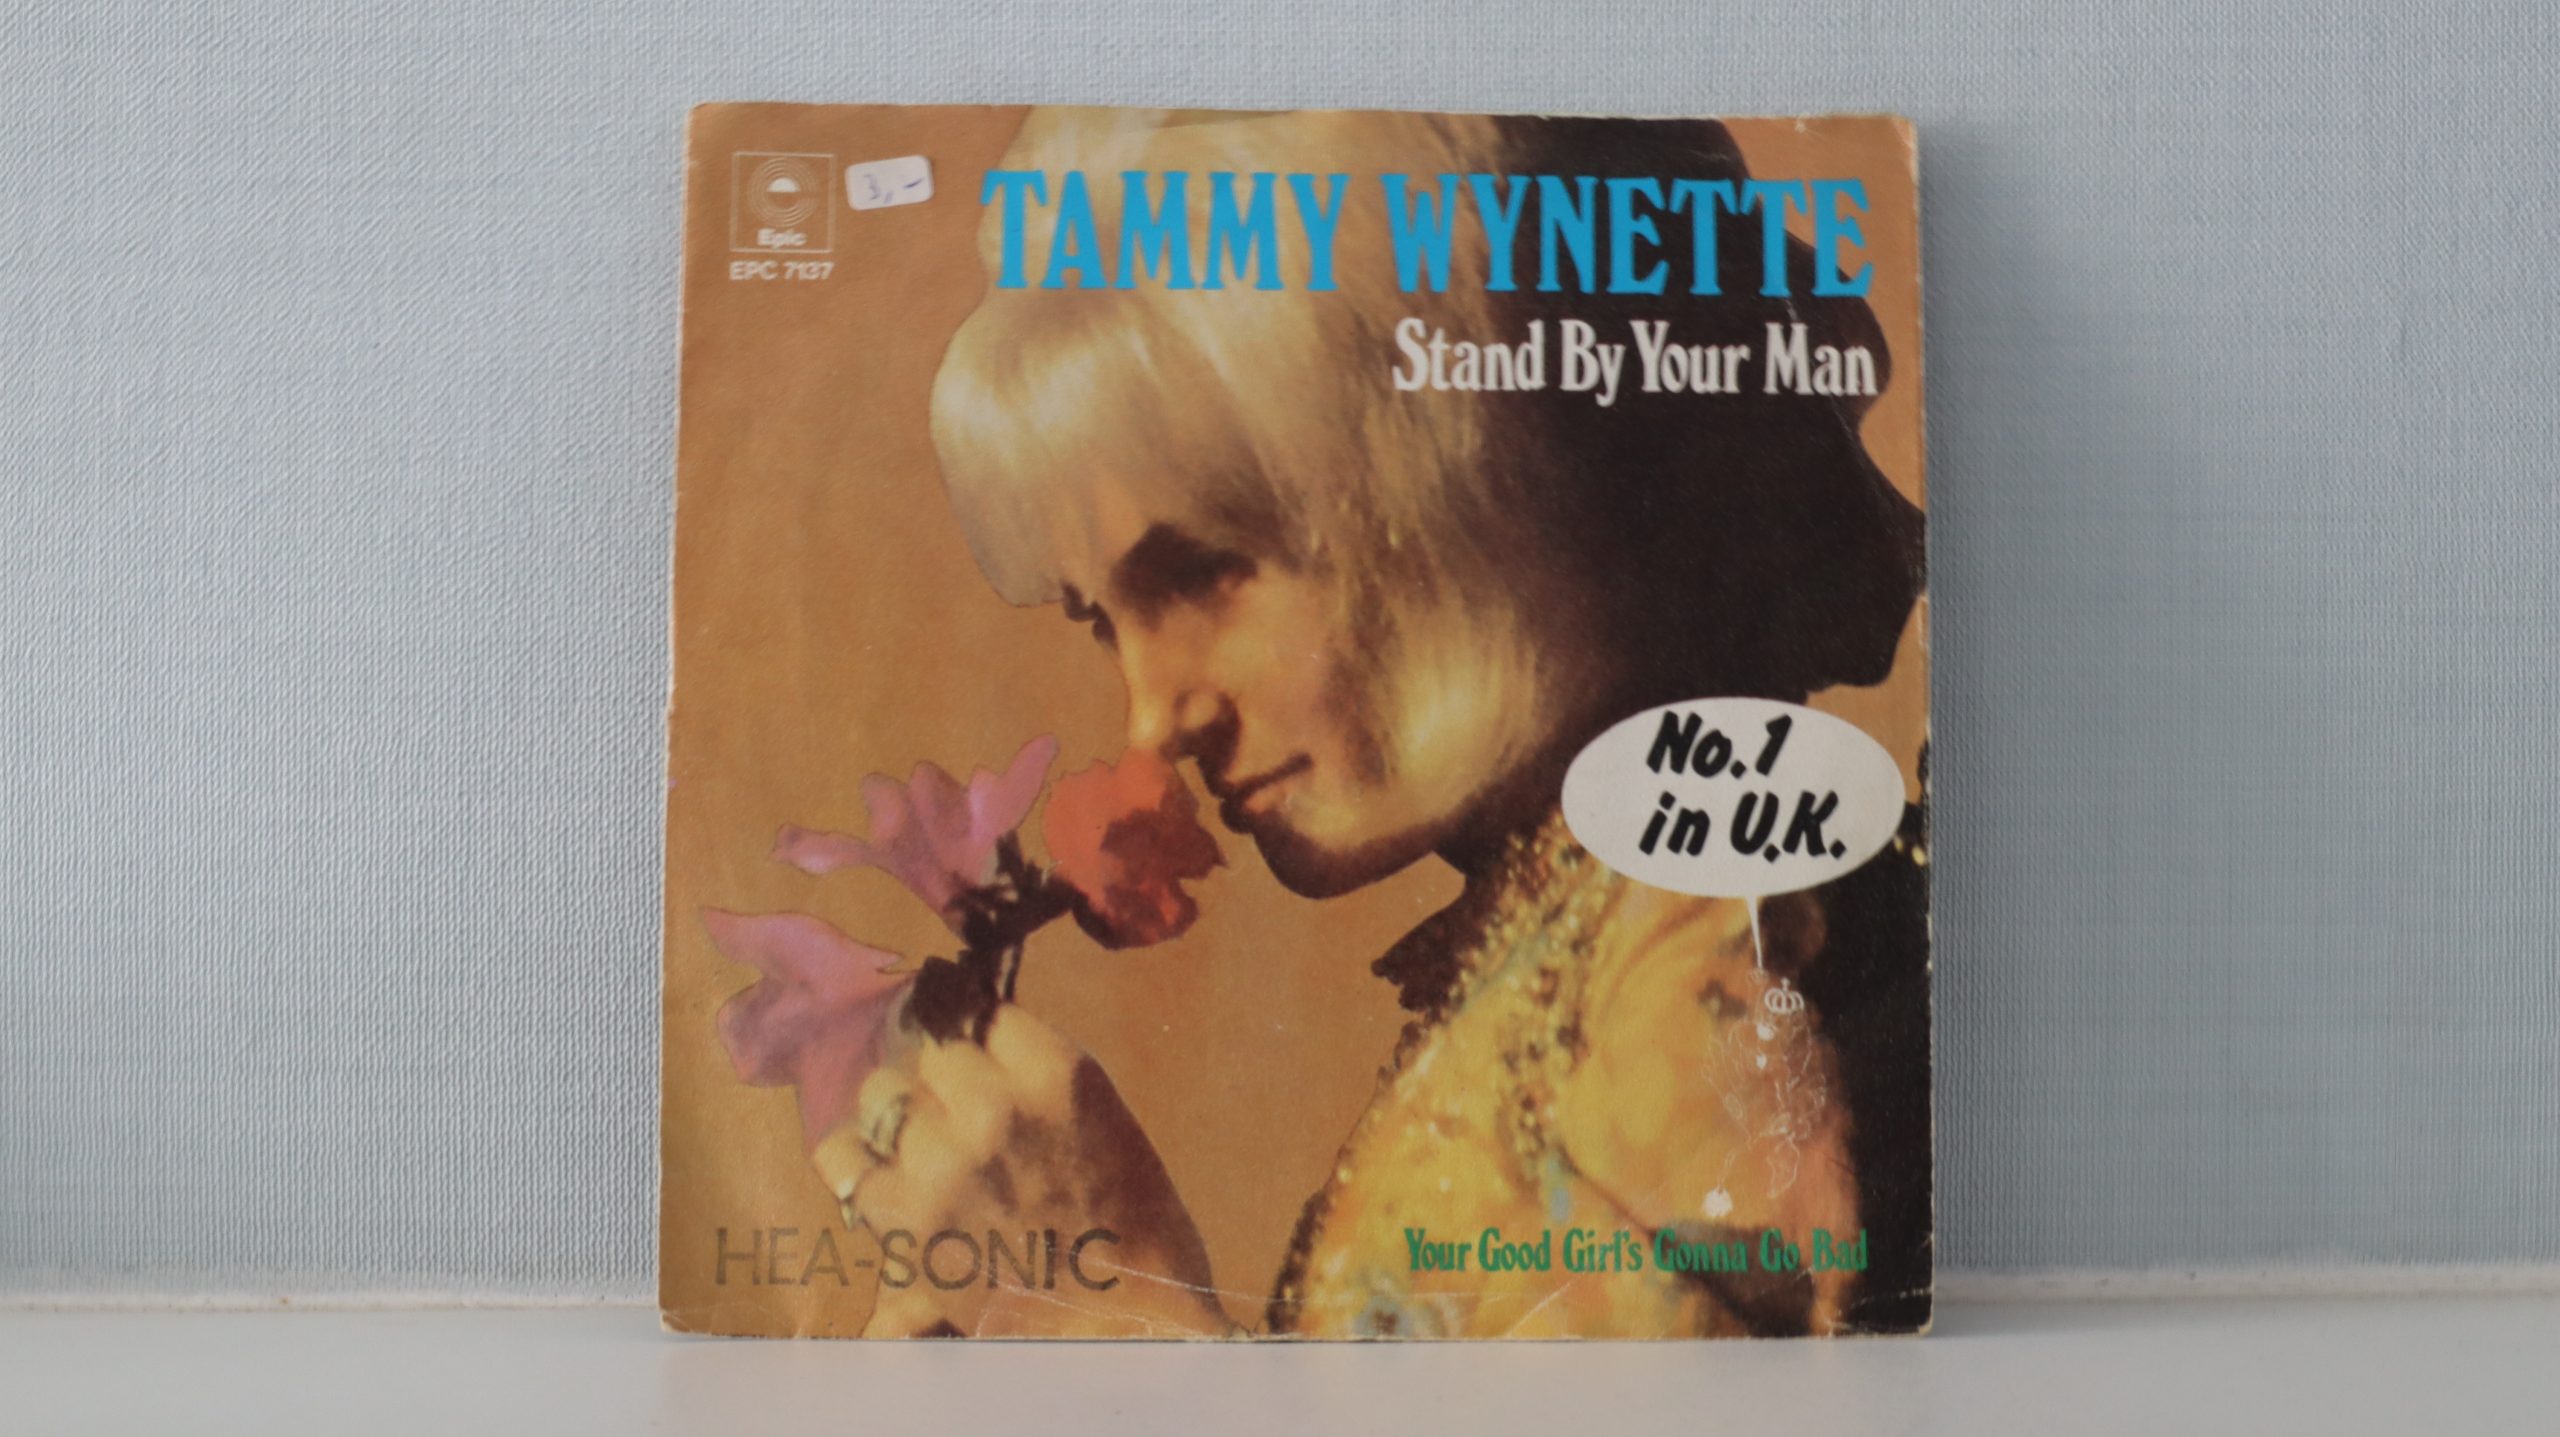 Epic
EPC 7137
3,-
TAMMY WYNETTE
Stand By Your Man
No.1
in U.K.
HEA-SONIC
Your Good Girl's Gonna Go Bad